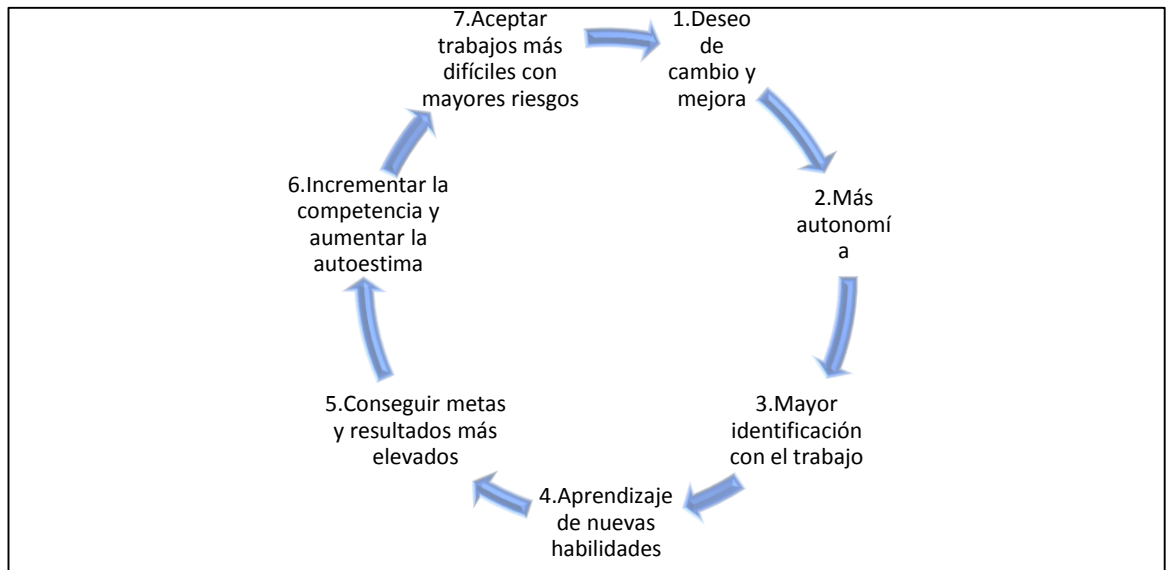 1.Deseo
de
cambio y
mejora
2.Más
autonomí
a
3.Mayor
identificación
con el trabajo
4.Aprendizaje
de nuevas
habilidades
5.Conseguir metas
y resultados más
elevados
6.Incrementar la
competencia y
aumentar la
autoestima
7.Aceptar
trabajos más
difíciles con
mayores riesgos